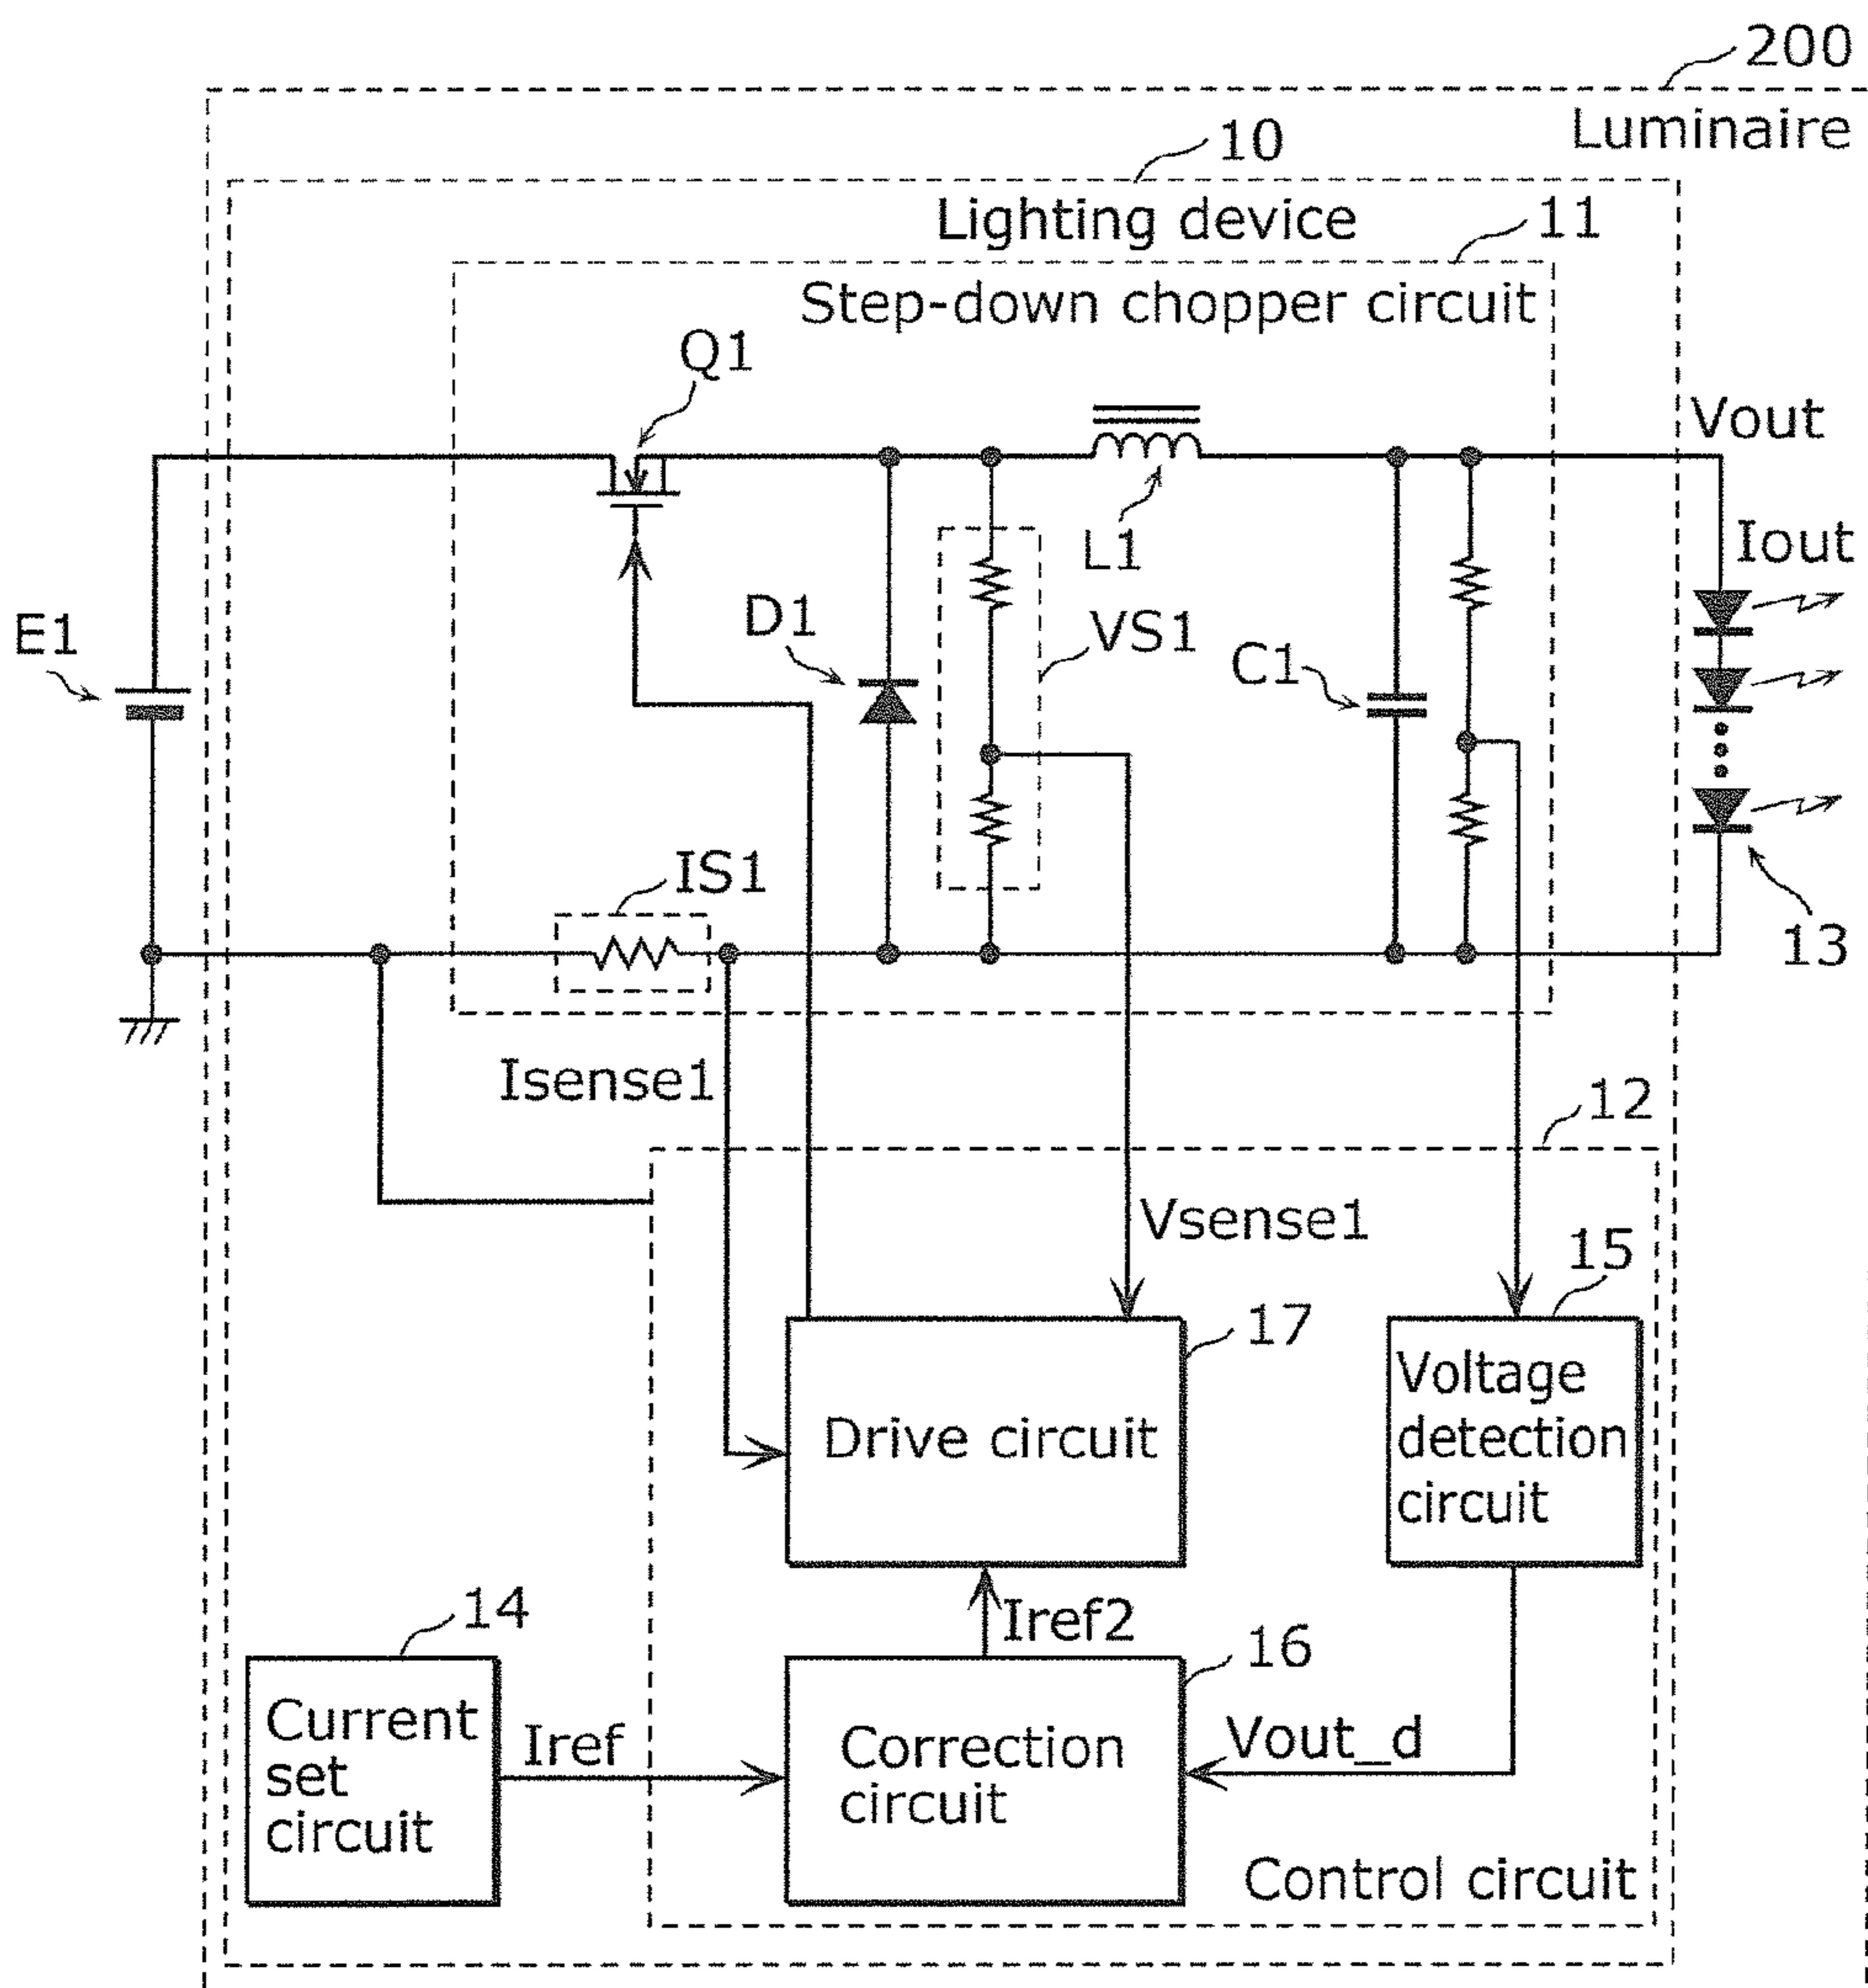 200
Luminaire
10
Lighting device
11
Step-down chopper circuit
Q1
Vout
L1
Iout
E1
D1
VS1
C1
IS1
13
Isense1
12
Vsense1
15
17
Voltage
detection
circuit
Drive circuit
14
Iref2
16
Current
set
circuit
Iref
Correction
circuit
Vout_d
Control circuit